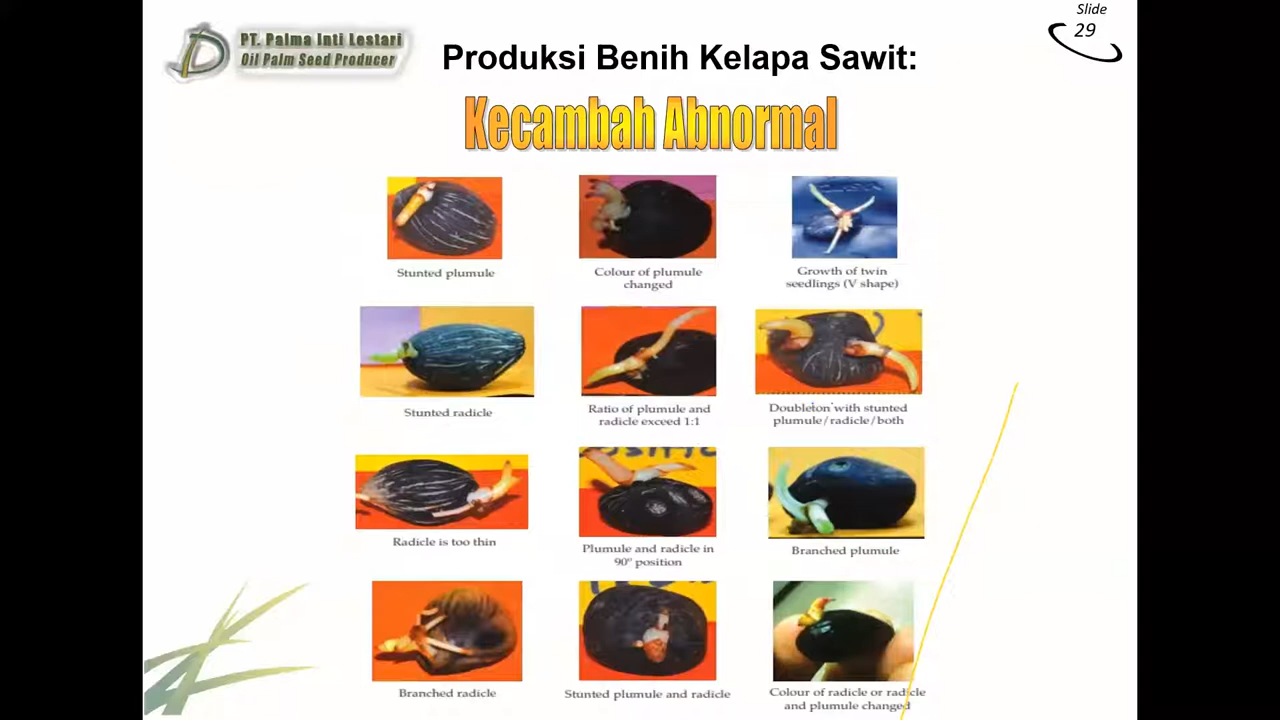 PT. Palma Inti Lestari
Oil Palm Seed Producer
Produksi Benih Kelapa Sawit:
Slide
29
Kecambah Abnormal
Stunted plumule
Colour of plumule
changed
Growth of twin
seedlings (V shape)
Stunted radicle
Ratio of plumule and
radicle exceed 1:1
Doubleton with stunted
plumule/radicle/both
Radicle is too thin
Plumule and radicle in
90° position
Branched plumule
Branched radicle
Stunted plumule and radicle
Colour of radicle or radicle
and plumule changed